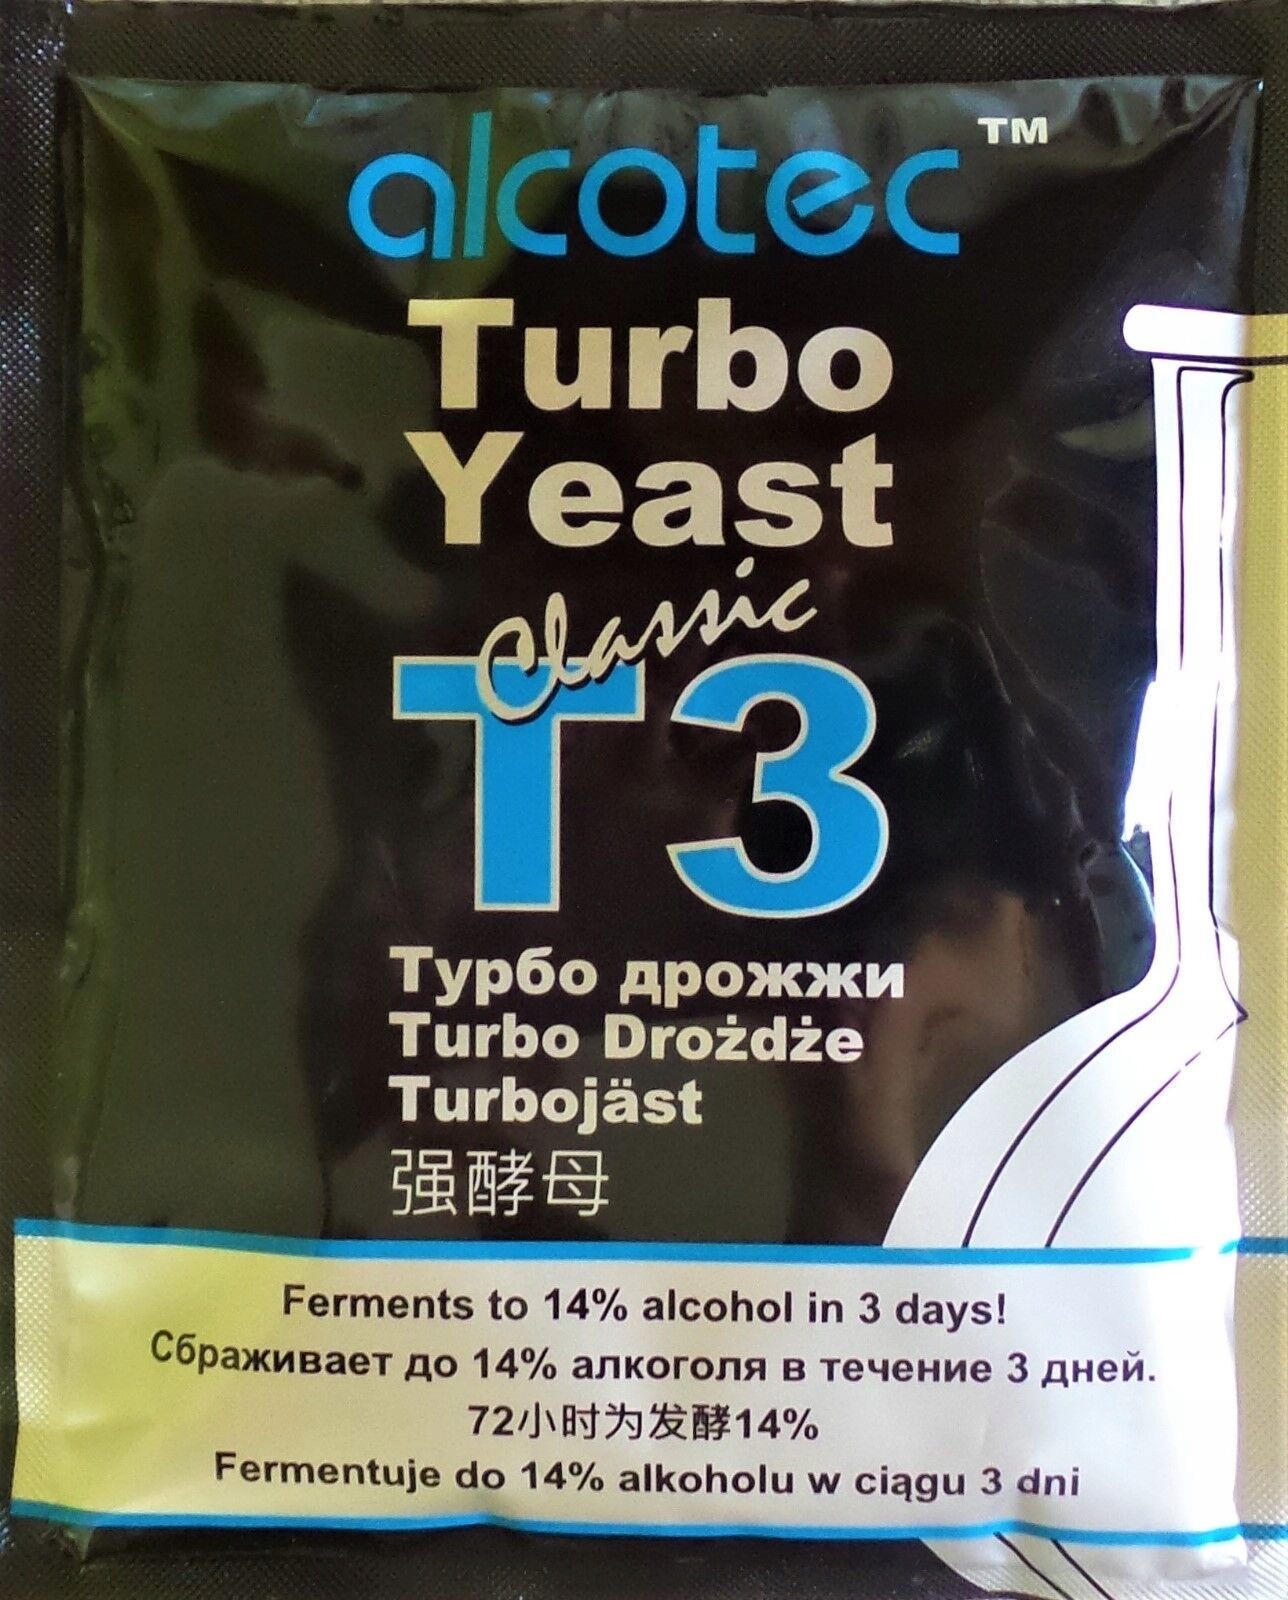 alcotec™
Turbo
Yeast
Classic
T3
Турбо дрожжи
Turbo Drożdże
Turbojäst
强酵母
Ferments to 14% alcohol in 3 days!
Сбраживает до 14% алкоголя в течение 3 дней.
72小时为发酵14%
Fermentuje do 14% alkoholu w ciągu 3 dni